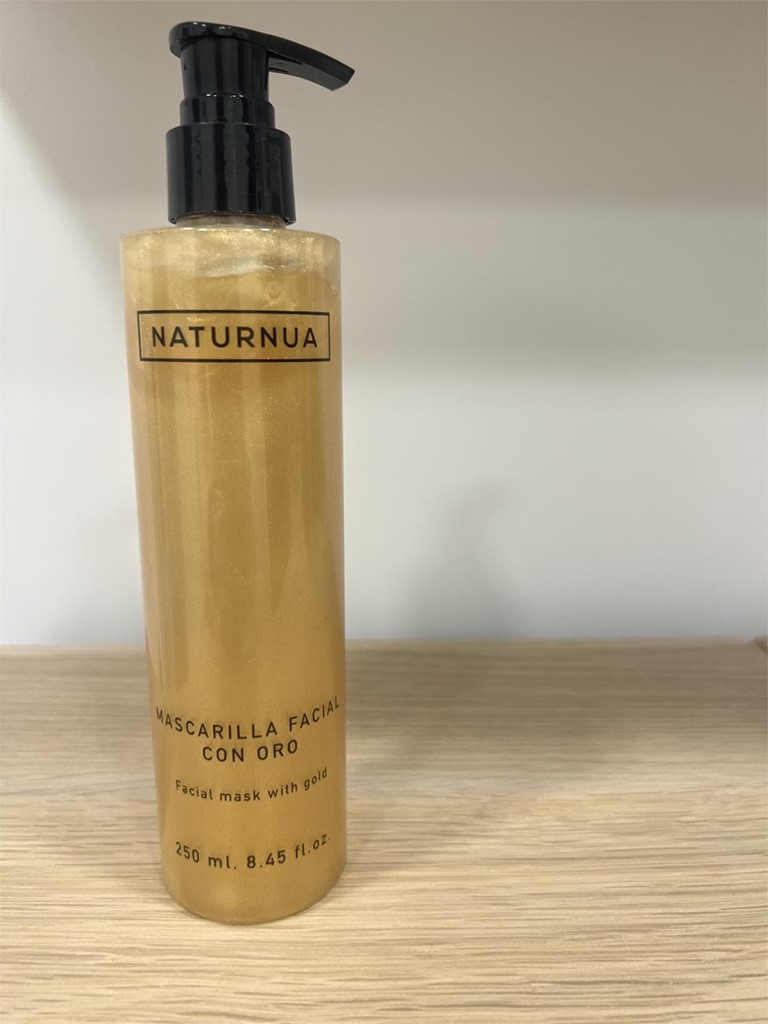 NATURNUA
MASCARILLA FACIAL
CON ORO
Facial mask with gold
250 ml. 8.45 fl.oz.